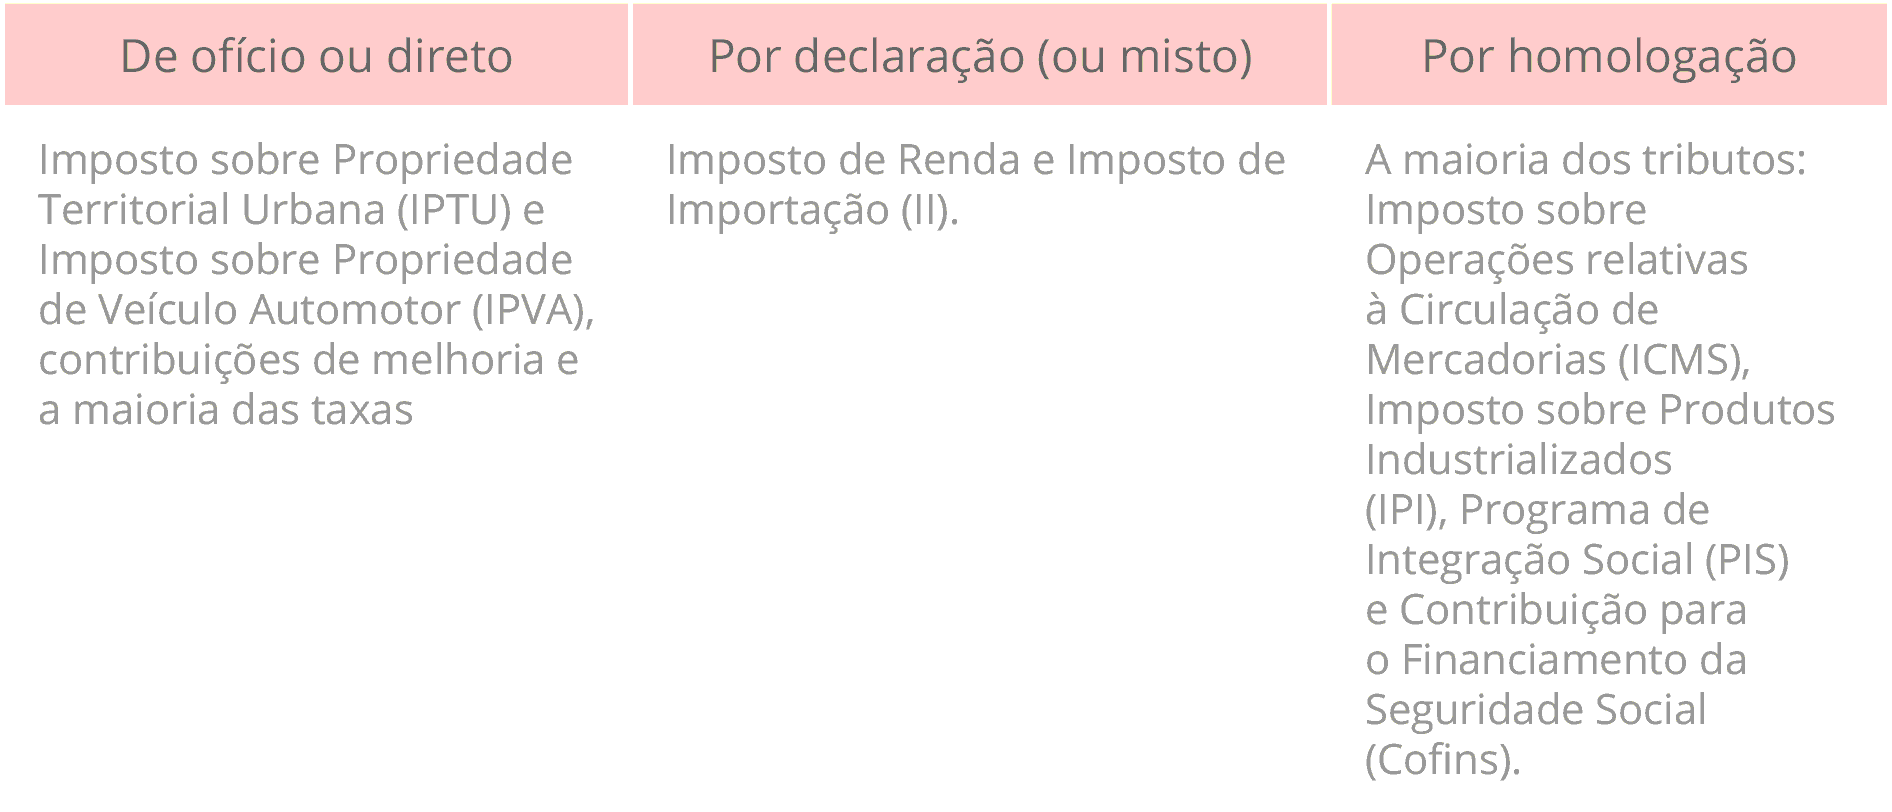 De ofício ou direto
Por declaração (ou misto)
Por homologação
Imposto sobre Propriedade
Territorial Urbana (IPTU) e
Imposto sobre Propriedade
de Veículo Automotor (IPVA),
contribuições de melhoria e
a maioria das taxas
Imposto de Renda e Imposto de
Importação (II).
A maioria dos tributos:
Imposto sobre
Operações relativas
à Circulação de
Mercadorias (ICMS),
Imposto sobre Produtos
Industrializados
(IPI), Programa de
Integração Social (PIS)
e Contribuição para
o Financiamento da
Seguridade Social
(Cofins).